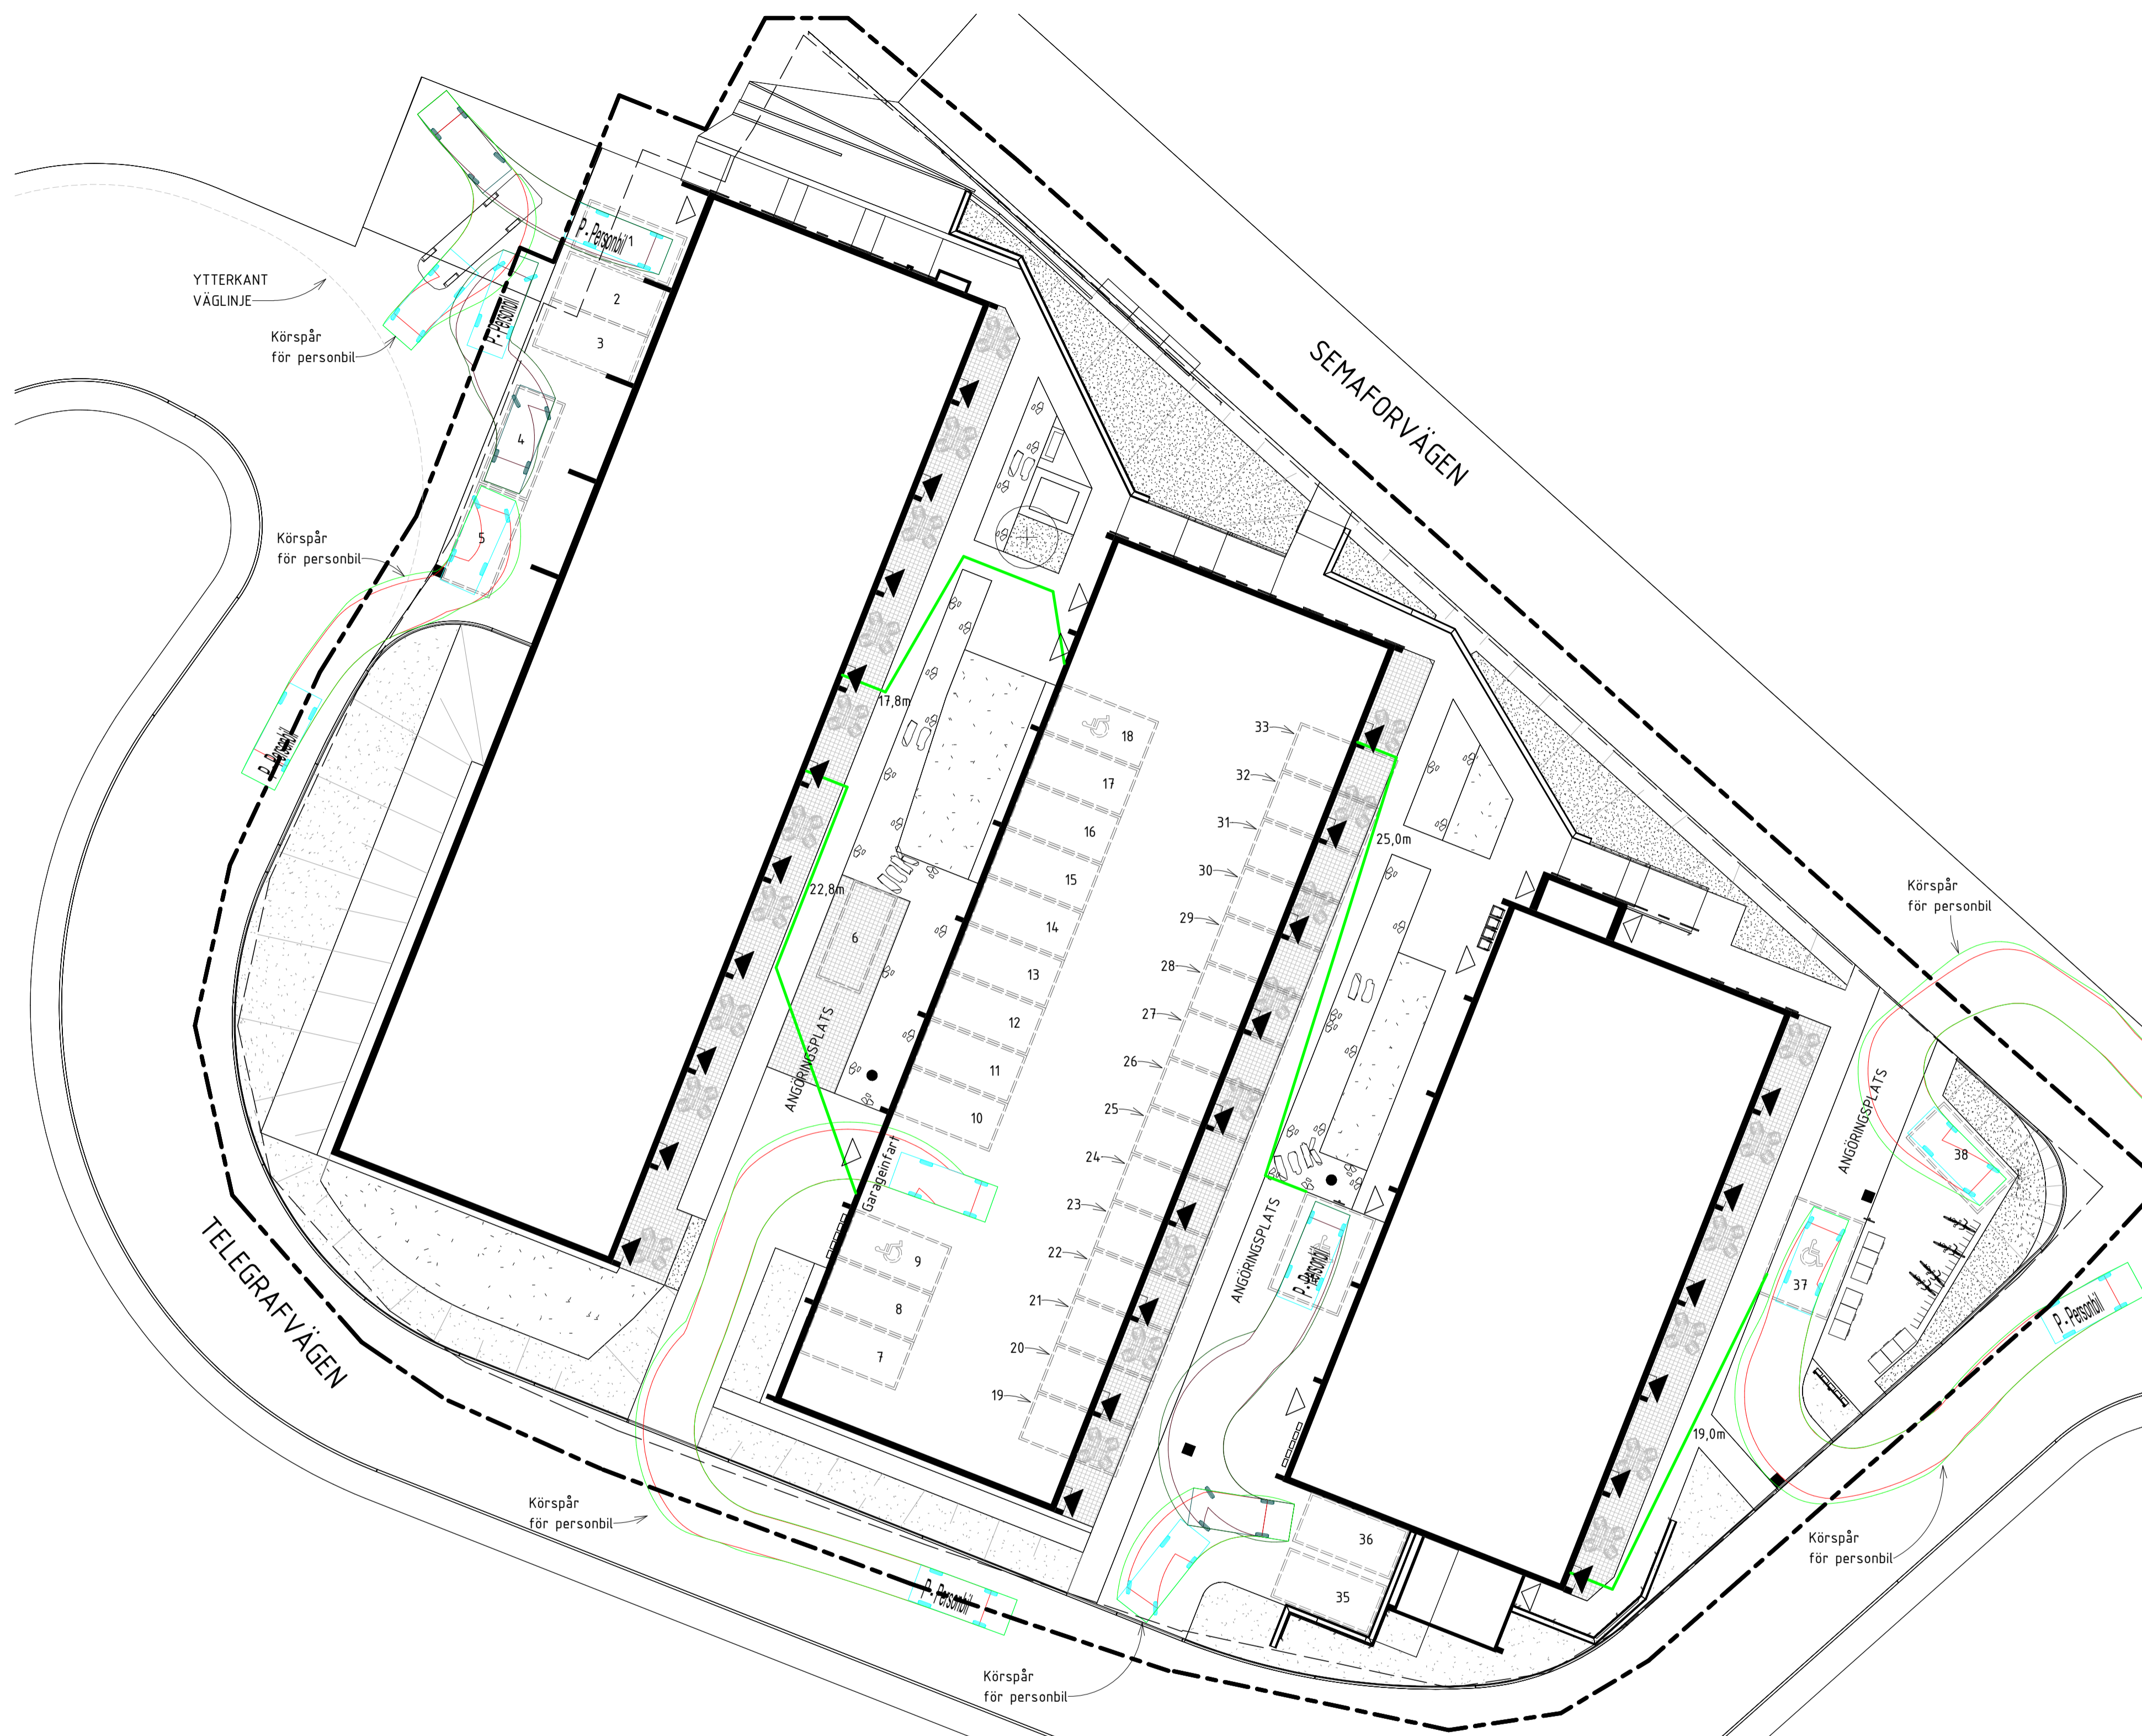 YTTERKANT
VÄGLINJE
Körspår
för personbil
Körspår
för personbil
P - Personbil
P - Personbil
2
3
4
5
P - Personbil
SEMAFORVÄGEN
TELEGRAFVÄGEN
17,8m
22,8m
6
ANGÖRINGSPLATS
18
17
16
15
14
13
12
11
10
Garageinfart
9
8
7
33
32
31
30
29
28
27
26
25
24
23
22
21
20
19
25,0m
ANGÖRINGSPLATS
P - Personbil
36
35
Körspår
för personbil
P - Personbil
Körspår
för personbil
Körspår
för personbil
ANGÖRINGSPLATS
38
37
P - Personbil
19,0m
Körspår
för personbil